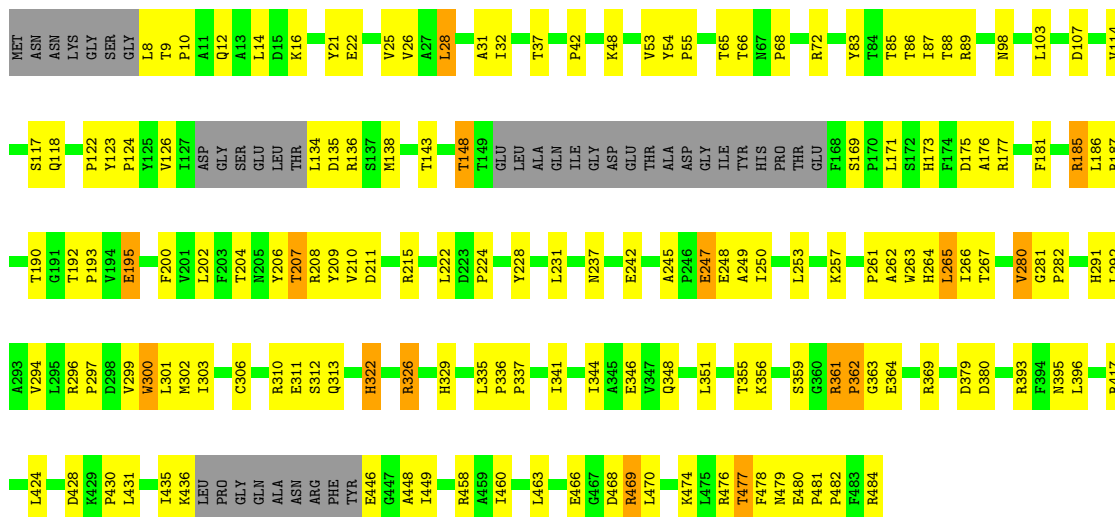 MET ASN ASN LYS GLY SER GLY L8 T9 P10 A11 Q12 A13 L14 D15 K16 Y21 E22 V25 V26 A27 L28 A31 I32 T37 P42 K48 V53 Y54 P55 T65 T66 N67 P68 R72 Y83 T84 T85 T86 I87 T88 R89 N98 L103 D107
S117 Q118 P122 Y123 P124 Y125 V126 I127 ASP GLY SER GLU LEU THR L134 D135 R136 S137 M138 T143 T148 T149 GLU LEU ALA GLN ILE GLY ASP GLU THR ALA ASP GLY ILE TYR HIS PRO THR GLU F168 S169 P170 L171 S172 H173 F174 D175 A176 R177 F181 R185 L186
T190 G191 T192 P193 V194 E195 F200 V201 L202 F203 T204 N205 Y206 T207 R208 Y209 V210 D211 R215 L222 D223 P224 Y228 L231 N237 E242 A245 P246 E247 E248 A249 I250 L253 K257 P261 A262 W263 H264 L265 I266 T267 V280 G281 P282 H291
A293 V294 L295 R296 P297 D298 V299 W300 L301 M302 I303 C306 R310 E311 S312 Q313 H322 R326 H329 L335 P336 P337 I341 I344 A345 E346 V347 Q348 L351 T355 K356 S359 G360 R361 P362 G363 E364 R369 D379 D380 R393 F394 N395 L396
L424 D428 K429 P430 L431 I435 K436 LEU PRO GLY GLN ALA ASN ARG PHE TYR E446 G447 A448 I449 R458 A459 I460 L463 E466 G467 D468 R469 L470 K474 L475 R476 T477 F478 N479 E480 P481 P482 F483 R484